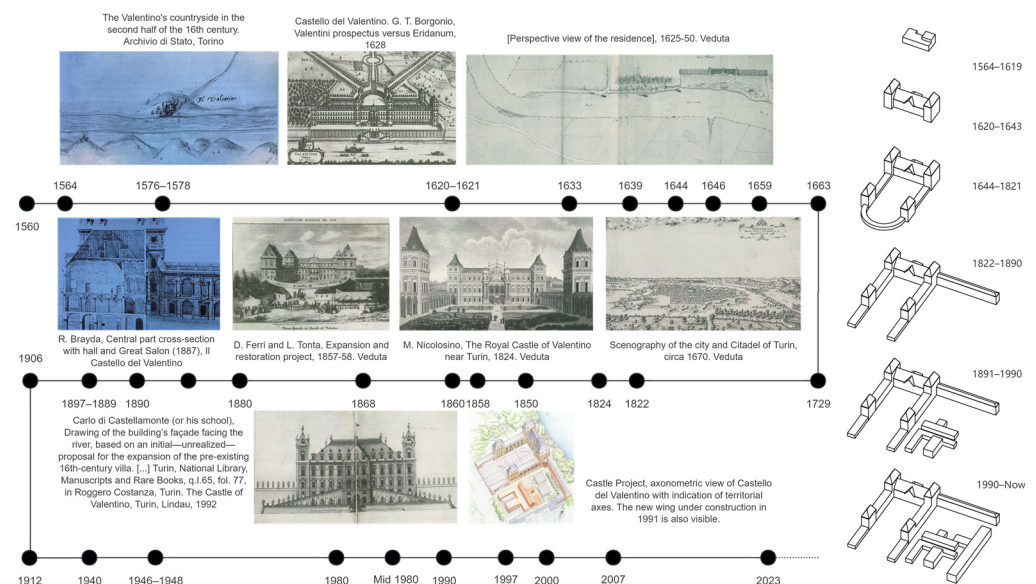 The Valentino's countryside in the
second half of the 16th century.
Archivio di Stato, Torino
Castello del Valentino. G. T. Borgonio,
Valentini prospectus versus Eridanum,
1628
[Perspective view of the residence], 1625-50. Veduta
1564–1619
1620–1643
1644–1821
1822–1890
1891–1990
1990–Now
1564
1576–1578
1620–1621
1633
1639
1644
1646
1659
1663
1560
R. Brayda, Central part cross-section
with hall and Great Salon (1887), Il
Castello del Valentino
D. Ferri and L. Tonta, Expansion and
restoration project, 1857-58. Veduta
M. Nicolosino, The Royal Castle of Valentino
near Turin, 1824. Veduta
Scenography of the city and Citadel of Turin,
circa 1670. Veduta
1906
1897–1889
1890
1880
1868
1860
1858
1850
1824
1822
1729
Carlo di Castellamonte (or his school),
Drawing of the building's façade facing the
river, based on an initial—unrealized—
proposal for the expansion of the pre-existing
16th-century villa. [...] Turin, National Library,
Manuscripts and Rare Books, q.I.65, fol. 77,
in Roggero Costanza, Turin. The Castle of
Valentino, Turin, Lindau, 1992
Castle Project, axonometric view of Castello
del Valentino with indication of territorial
axes. The new wing under construction in
1991 is also visible.
1912
1940
1946–1948
1980
Mid 1980
1990
1997
2000
2007
2023